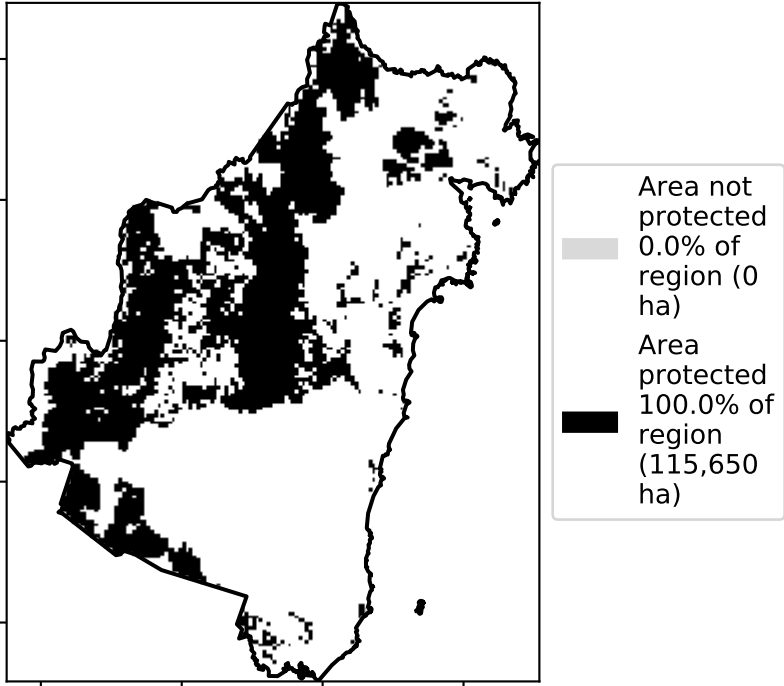 Area not
protected
0.0% of
region (0
ha)
Area
protected
100.0% of
region
(115,650
ha)